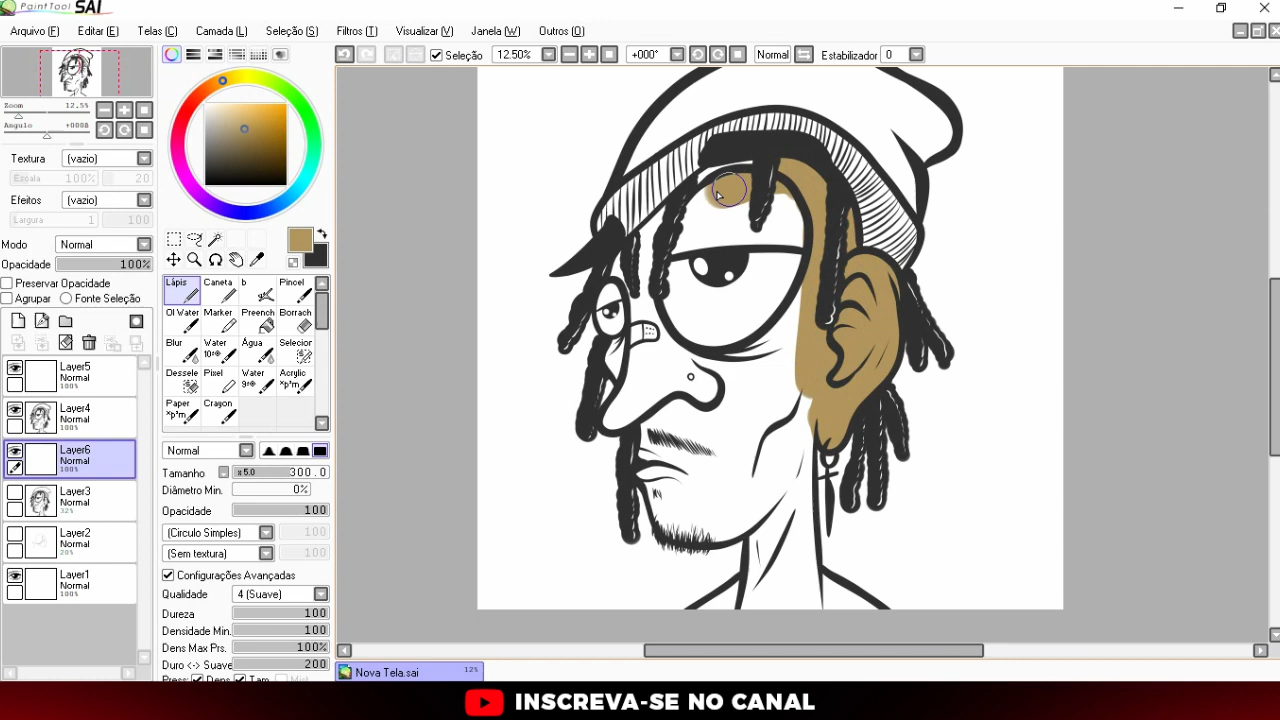 PaintTool SAI
Arquivo (F) Editar (E) Telas (C) Camada (L) Seleção (S) Filtros (T) Visualizar (V) Janela (W) Outros (O)
Seleção 12.50% +000° Normal Estabilizador 0
Zoom 12.5%
Angulo +000°
Textura (vazio)
Escala 100% 20
Efeitos (vazio)
Largura 1 100
Modo Normal
Opacidade 100%
Preservar Opacidade
Agrupar Fonte Seleção
Layer5
Normal
100%
Layer4
Normal
100%
Layer6
Normal
100%
Layer3
Normal
32%
Layer2
Normal
20%
Layer1
Normal
100%
Lápis Caneta b Pincel
Ol Water Marker Preench Borrach
Blur Water Água Selecior
Dessele Pixel Water Acrylic
Paper Crayon
Normal
Tamanho x 5.0 300.0
Diâmetro Min. 0%
Opacidade 100
(Circulo Simples) 100
(Sem textura) 100
Configurações Avançadas
Qualidade 4 (Suave)
Dureza 100
Densidade Min. 100
Dens Max Prs. 100%
Duro <-> Suave 200
Press: Dens Tam Mist
Nova Tela.sai 12%
INSCREVA-SE NO CANAL